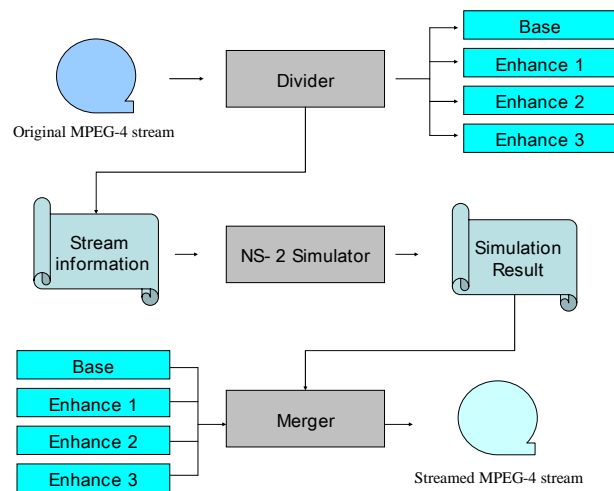 Base
Divider
Enhance 1
Enhance 2
Enhance 3
Original MPEG-4 stream
Stream
information
NS- 2 Simulator
Simulation
Result
Base
Enhance 1
Merger
Enhance 2
Enhance 3
Streamed MPEG-4 stream